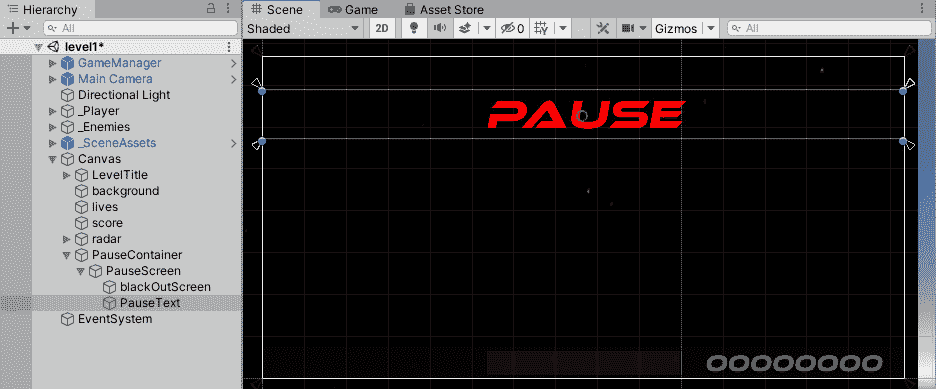 Hierarchy
All
level1*
GameManager
Main Camera
Directional Light
_Player
_Enemies
_SceneAssets
Canvas
LevelTitle
background
lives
score
radar
PauseContainer
PauseScreen
blackOutScreen
PauseText
EventSystem
Scene Game Asset Store
Shaded 2D 0 Gizmos All
PAUSE
00000000